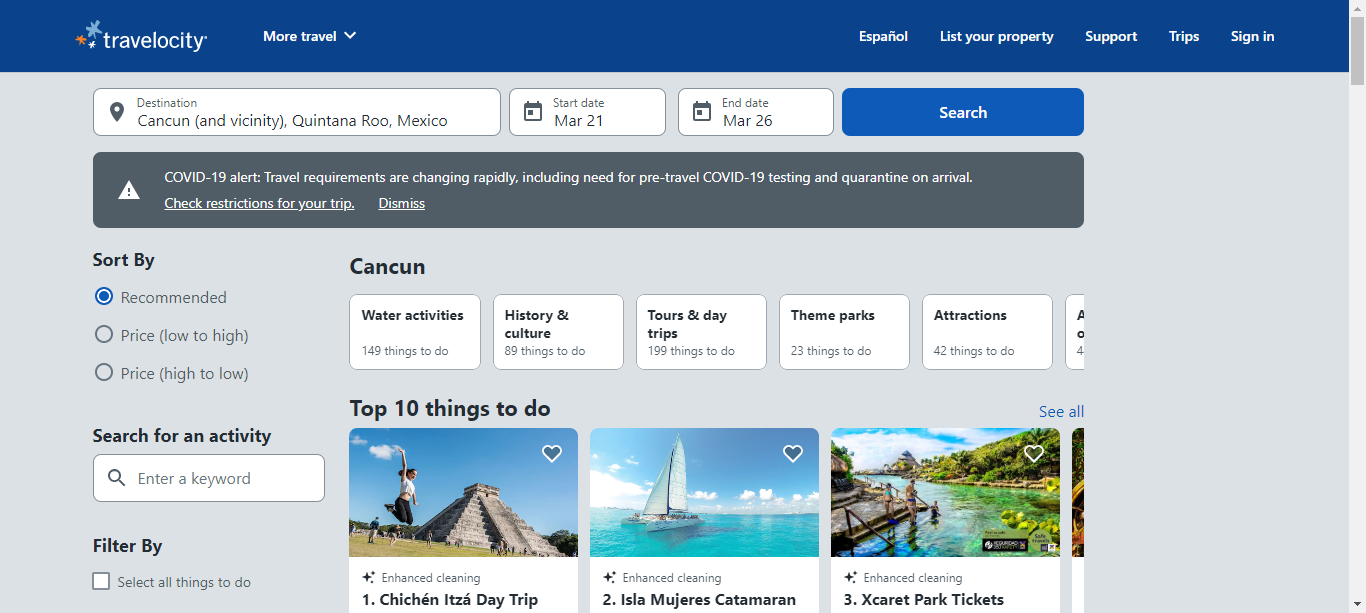 travelocity
More travel
Español
List your property
Support
Trips
Sign in
Destination
Cancun (and vicinity), Quintana Roo, Mexico
Start date
Mar 21
End date
Mar 26
Search
COVID-19 alert: Travel requirements are changing rapidly, including need for pre-travel COVID-19 testing and quarantine on arrival.
Check restrictions for your trip. Dismiss
Sort By
Recommended
Price (low to high)
Price (high to low)
Search for an activity
Enter a keyword
Filter By
Select all things to do
Cancun
Water activities
149 things to do
History &
culture
89 things to do
Tours & day
trips
199 things to do
Theme parks
23 things to do
Attractions
42 things to do
Top 10 things to do
See all
Enhanced cleaning
1. Chichén Itzá Day Trip
Enhanced cleaning
2. Isla Mujeres Catamaran
Safe
Travels
Enhanced cleaning
3. Xcaret Park Tickets